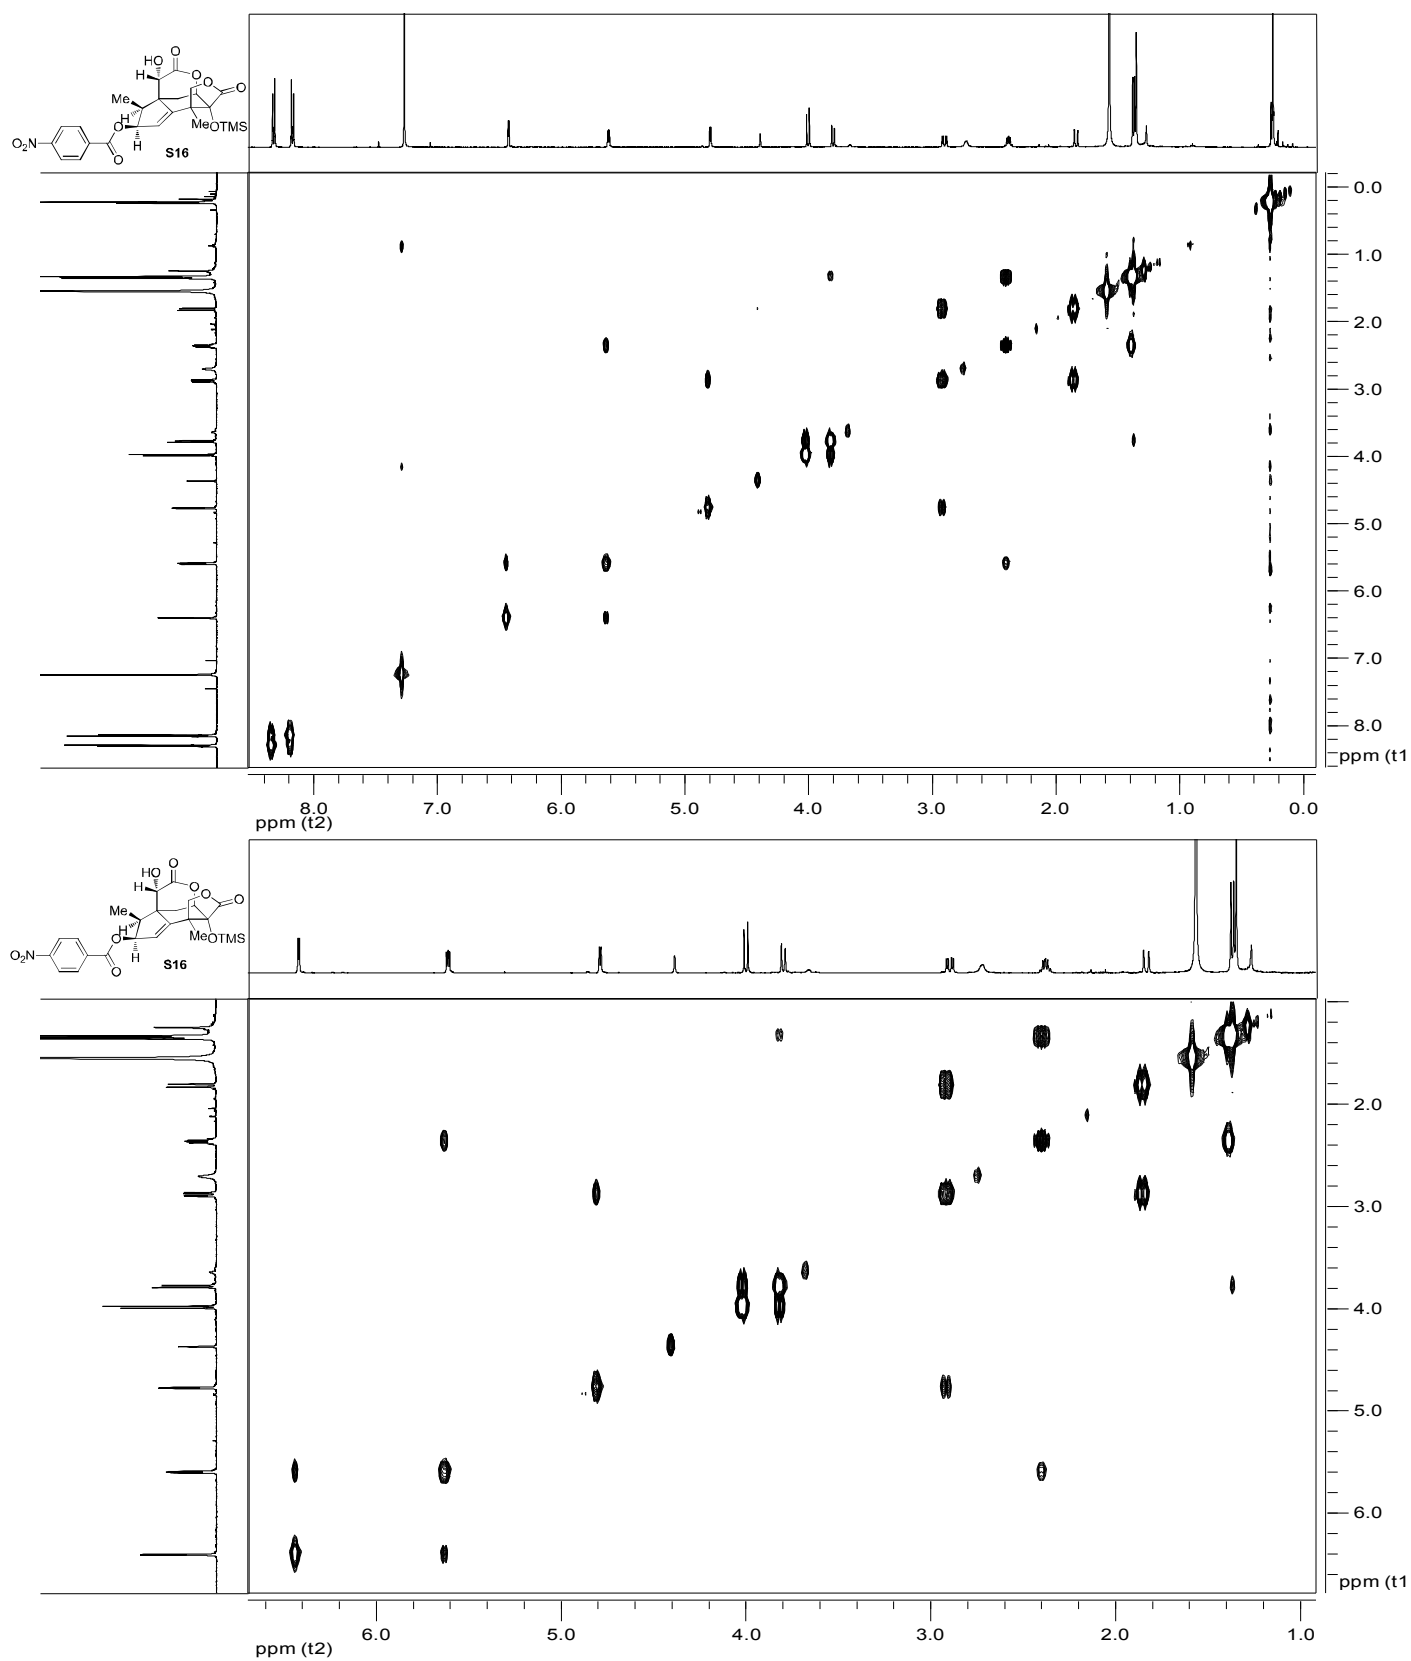 HO
O
H
O
O
O
Me
H
O
Me
OTMS
H
O₂N
O
S16
0.0
1.0
2.0
3.0
4.0
5.0
6.0
7.0
8.0
ppm (t1
8.0 7.0 6.0 5.0 4.0 3.0 2.0 1.0 0.0
ppm (t2)
HO
O
H
O
O
O
Me
H
O
Me
OTMS
H
O₂N
O
S16
2.0
3.0
4.0
5.0
6.0
ppm (t1
6.0 5.0 4.0 3.0 2.0 1.0
ppm (t2)